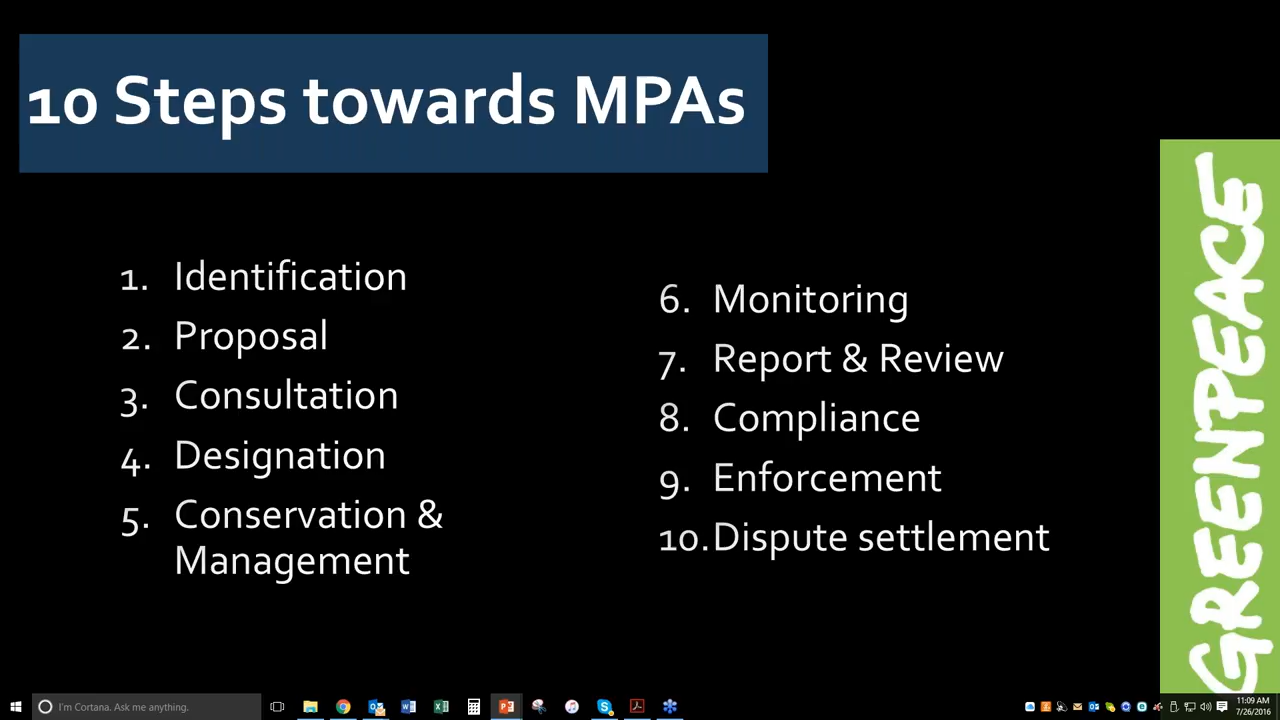 10 Steps towards MPAs
1. Identification
2. Proposal
3. Consultation
4. Designation
5. Conservation &
Management
6. Monitoring
7. Report & Review
8. Compliance
9. Enforcement
10. Dispute settlement
GREENPEACE
I'm Cortana. Ask me anything.
11:09 AM
7/26/2016